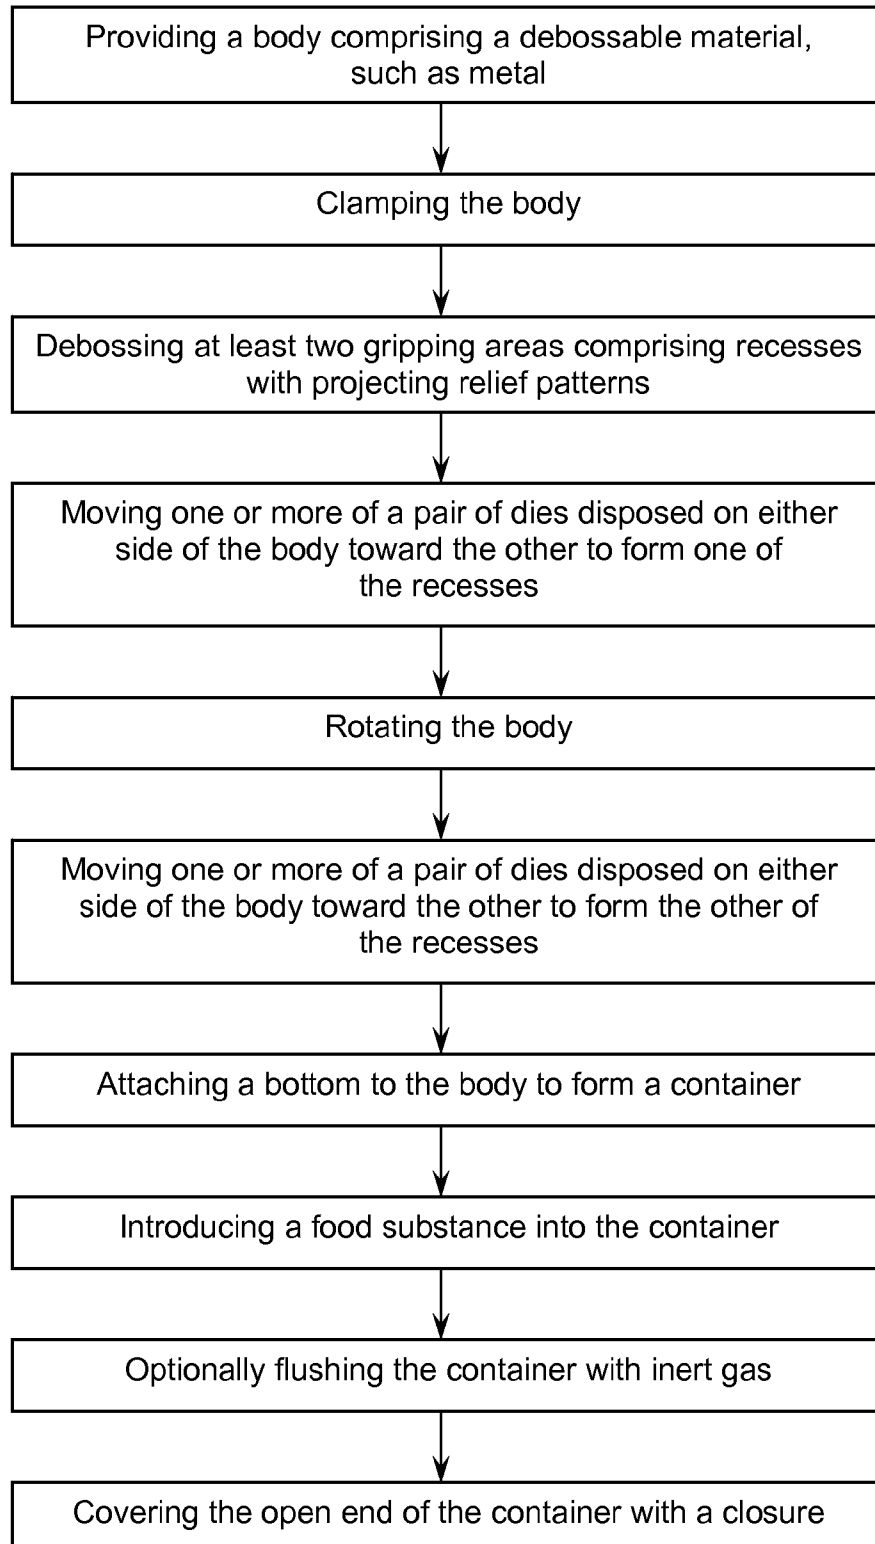 Providing a body comprising a debossable material,
such as metal
Clamping the body
Debossing at least two gripping areas comprising recesses
with projecting relief patterns
Moving one or more of a pair of dies disposed on either
side of the body toward the other to form one of
the recesses
Rotating the body
Moving one or more of a pair of dies disposed on either
side of the body toward the other to form the other of
the recesses
Attaching a bottom to the body to form a container
Introducing a food substance into the container
Optionally flushing the container with inert gas
Covering the open end of the container with a closure